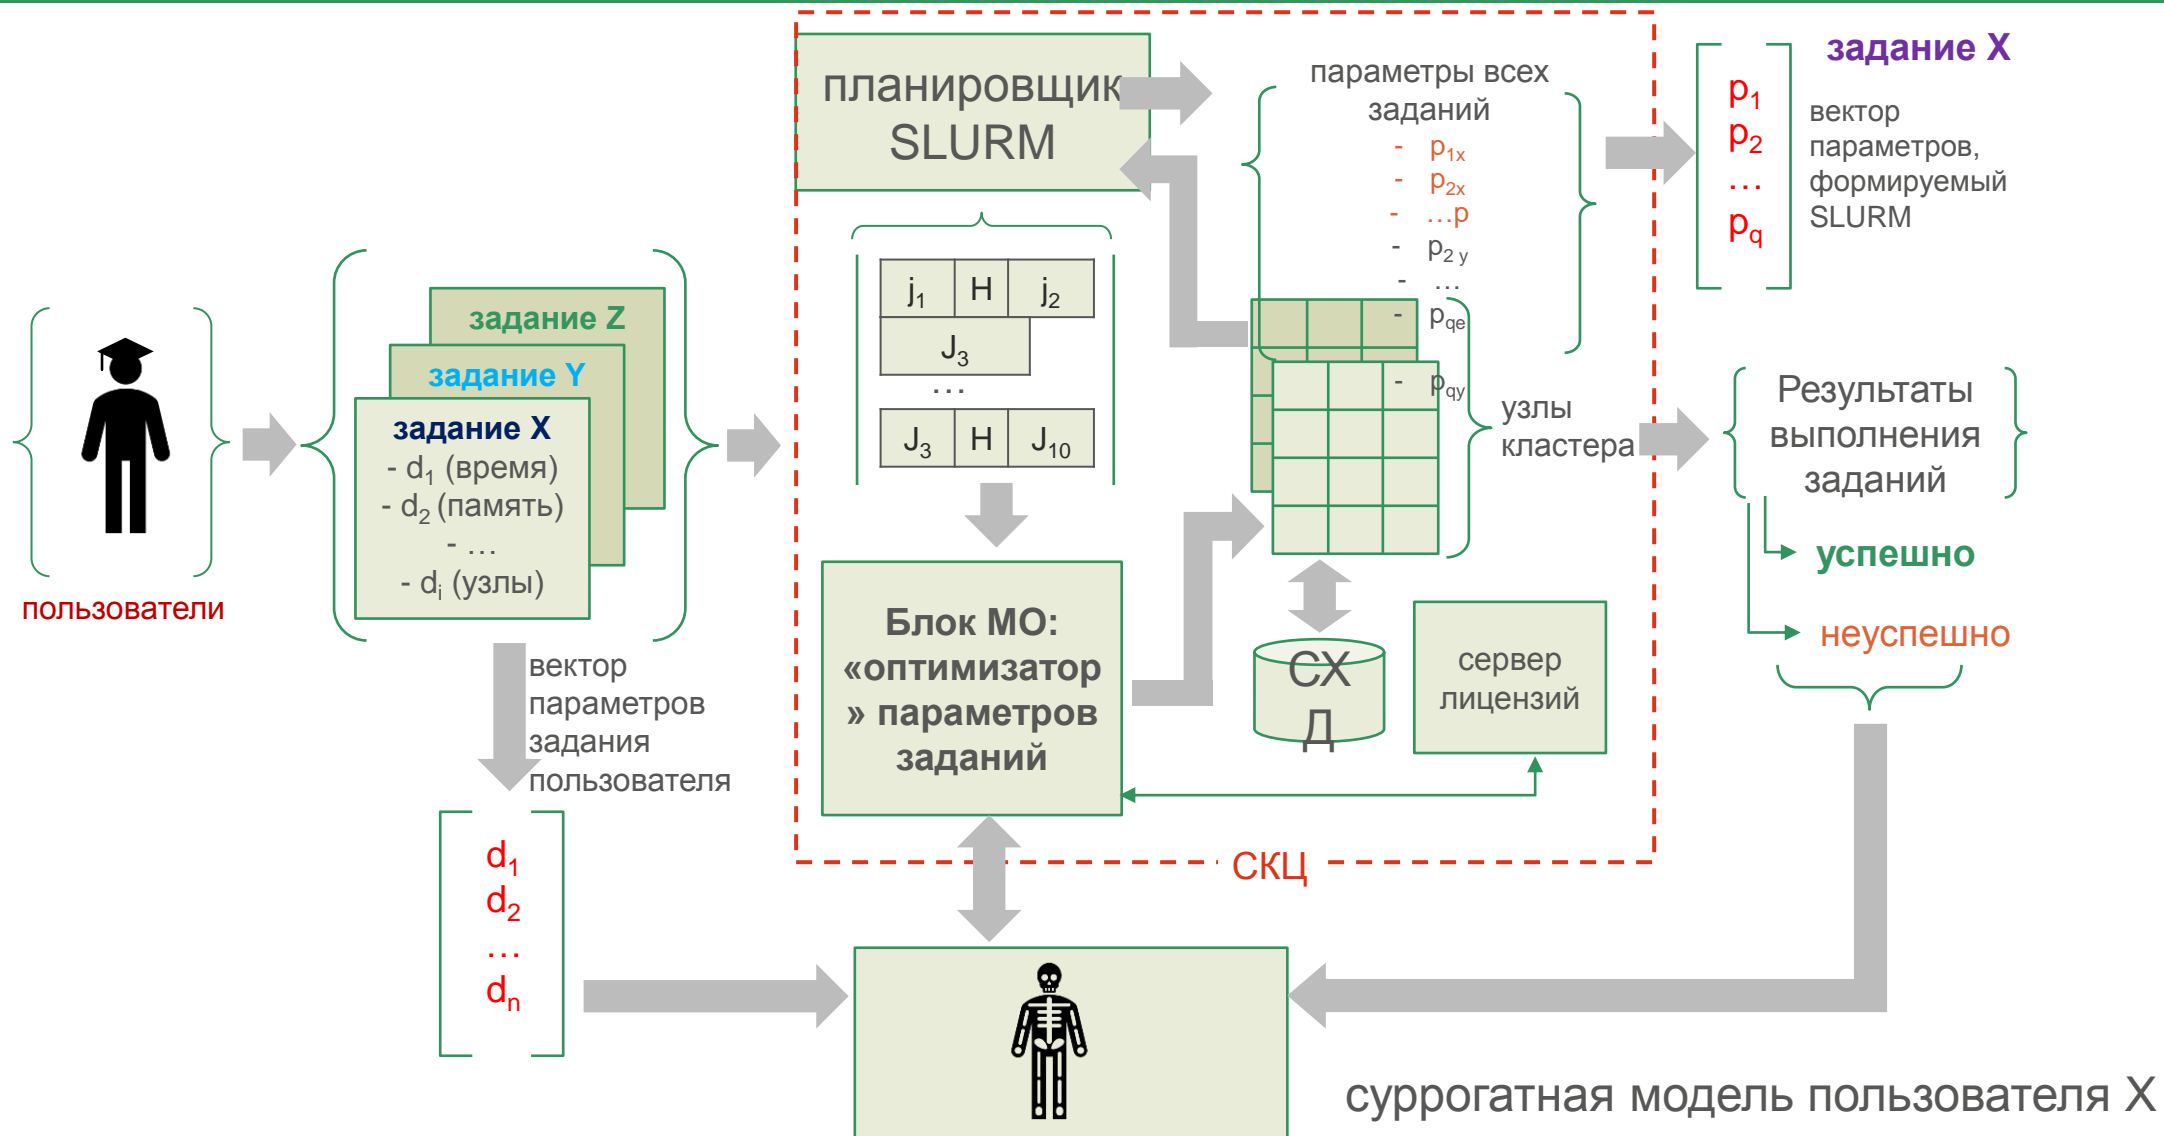 пользователи
задание Z
задание Y
задание X
- d₁ (время)
- d₂ (память)
- …
- dᵢ (узлы)
вектор
параметров
задания
пользователя
d₁
d₂
…
dₙ
планировщик
SLURM
j₁ H j₂
J₃
…
J₃ H J₁₀
Блок МО:
«оптимизатор
» параметров
заданий
параметры всех
заданий
- p₁ₓ
- p₂ₓ
- …p
- p₂ y
- …
- pqe
- pqy
узлы
кластера
СХ
Д
сервер
лицензий
СКЦ
задание X
p₁
p₂
…
pq
вектор
параметров,
формируемый
SLURM
Результаты
выполнения
заданий
успешно
неуспешно
суррогатная модель пользователя X